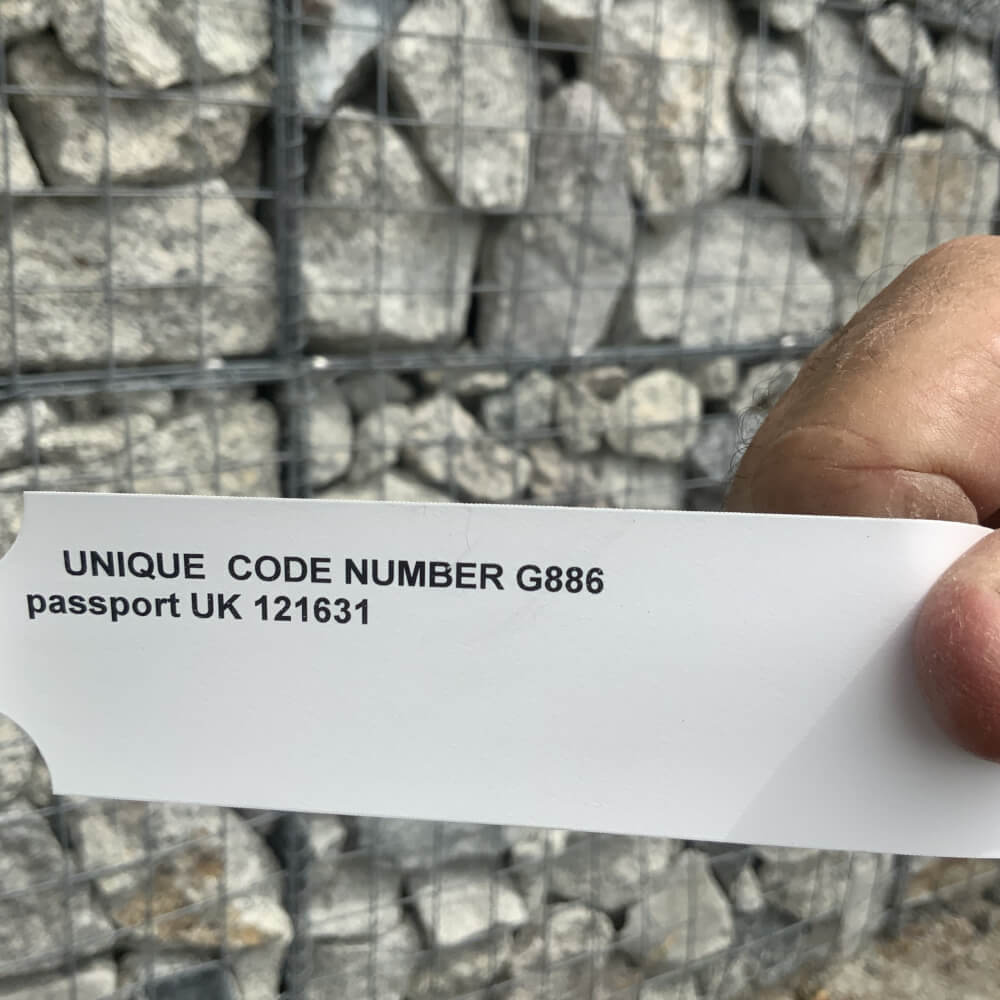 UNIQUE CODE NUMBER G886
passport UK 121631